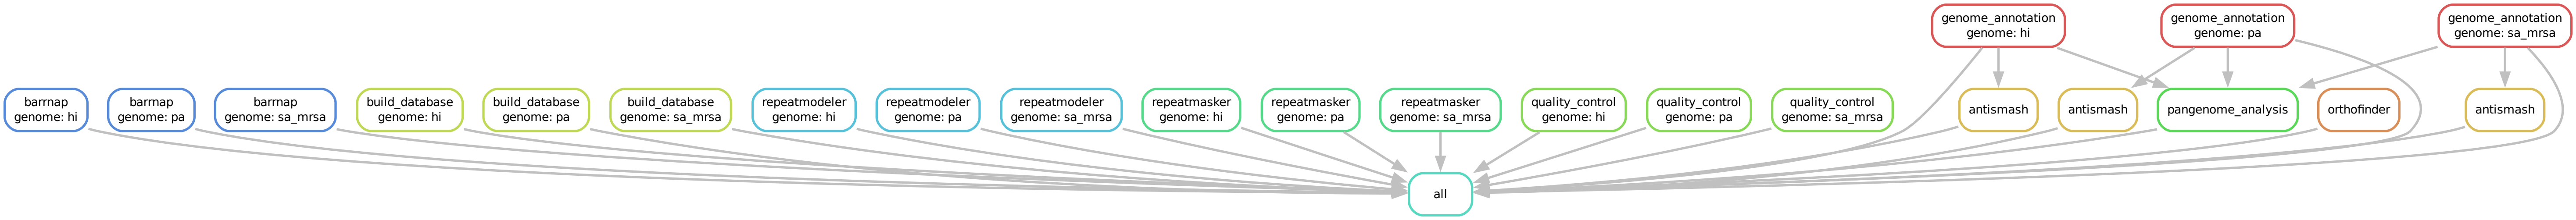 genome_annotation
genome: hi
genome_annotation
genome: pa
genome_annotation
genome: sa_mrsa
barrnap
genome: hi
barrnap
genome: pa
barrnap
genome: sa_mrsa
build_database
genome: hi
build_database
genome: pa
build_database
genome: sa_mrsa
repeatmodeler
genome: hi
repeatmodeler
genome: pa
repeatmodeler
genome: sa_mrsa
repeatmasker
genome: hi
repeatmasker
genome: pa
repeatmasker
genome: sa_mrsa
quality_control
genome: hi
quality_control
genome: pa
quality_control
genome: sa_mrsa
antismash
antismash
pangenome_analysis
orthofinder
antismash
all